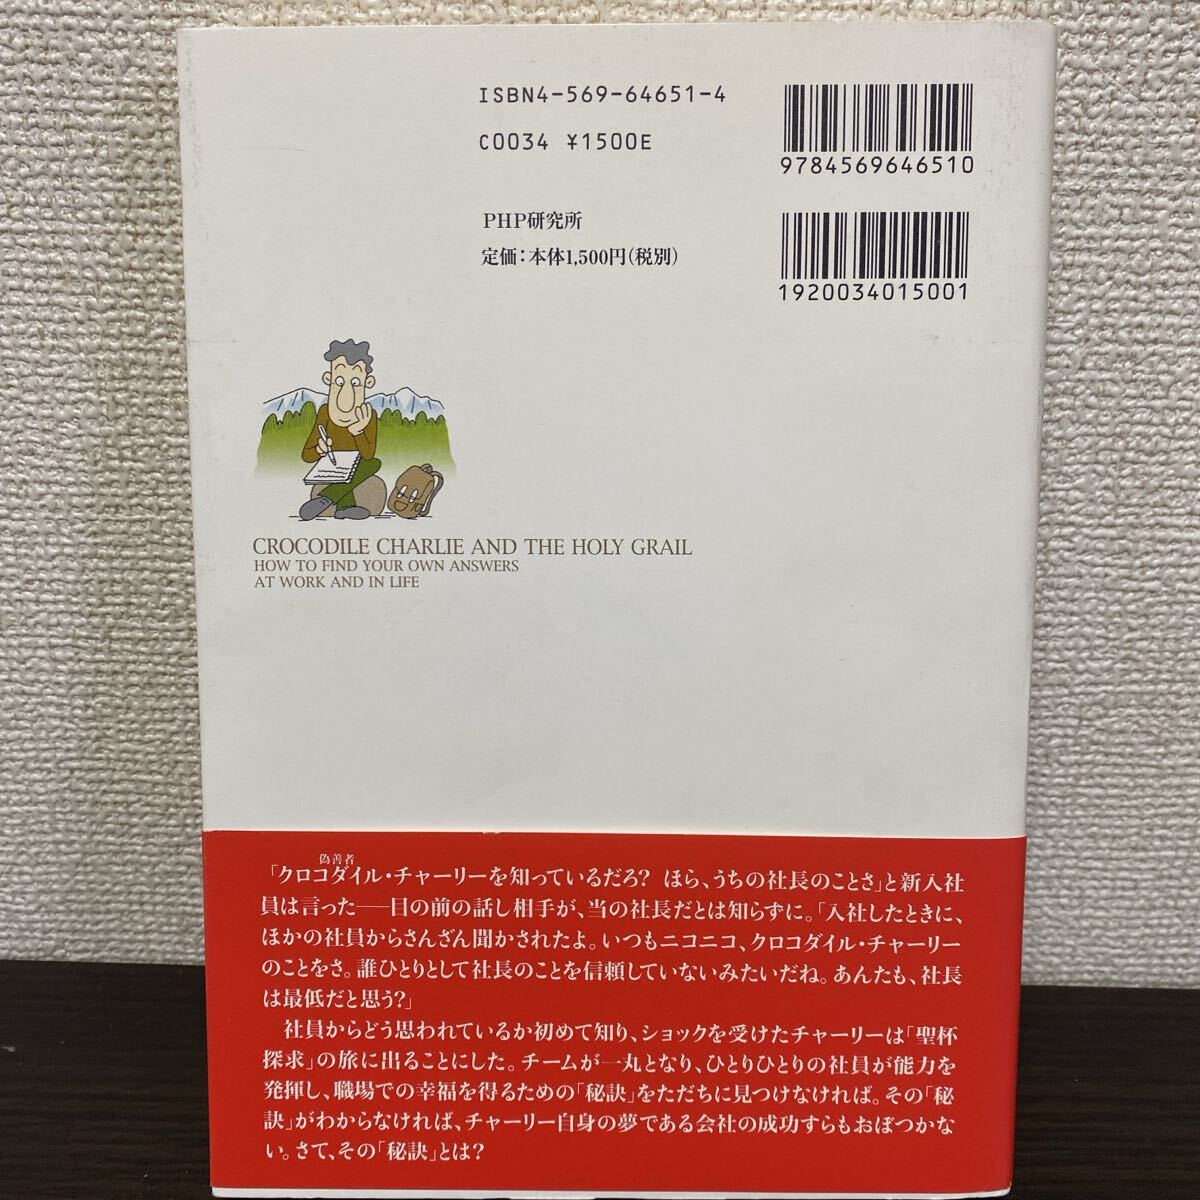 ISBN4-569-64651-4
C0034 ¥1500E
9784569646510
PHP研究所
定価：本体1,500円（税別）
1920034015001
CROCODILE CHARLIE AND THE HOLY GRAIL
HOW TO FIND YOUR OWN ANSWERS
AT WORK AND IN LIFE
偽善者
「クロコダイル・チャーリーを知っているだろ？ ほら、うちの社長のことさ」と新入社
員は言った――目の前の話し相手が、当の社長だとは知らずに。「入社したときに、
ほかの社員からさんざん聞かされたよ。いつもニコニコ、クロコダイル・チャーリー
のことをさ。誰ひとりとして社長のことを信頼していないみたいだね。あんたも、社長
は最低だと思う？」
社員からどう思われているか初めて知り、ショックを受けたチャーリーは「聖杯
探求」の旅に出ることにした。チームが一丸となり、ひとりひとりの社員が能力を
発揮し、職場での幸福を得るための「秘訣」をただちに見つけなければ。その「秘
訣」がわからなければ、チャーリー自身の夢である会社の成功すらもおぼつかな
い。さて、その「秘訣」とは？